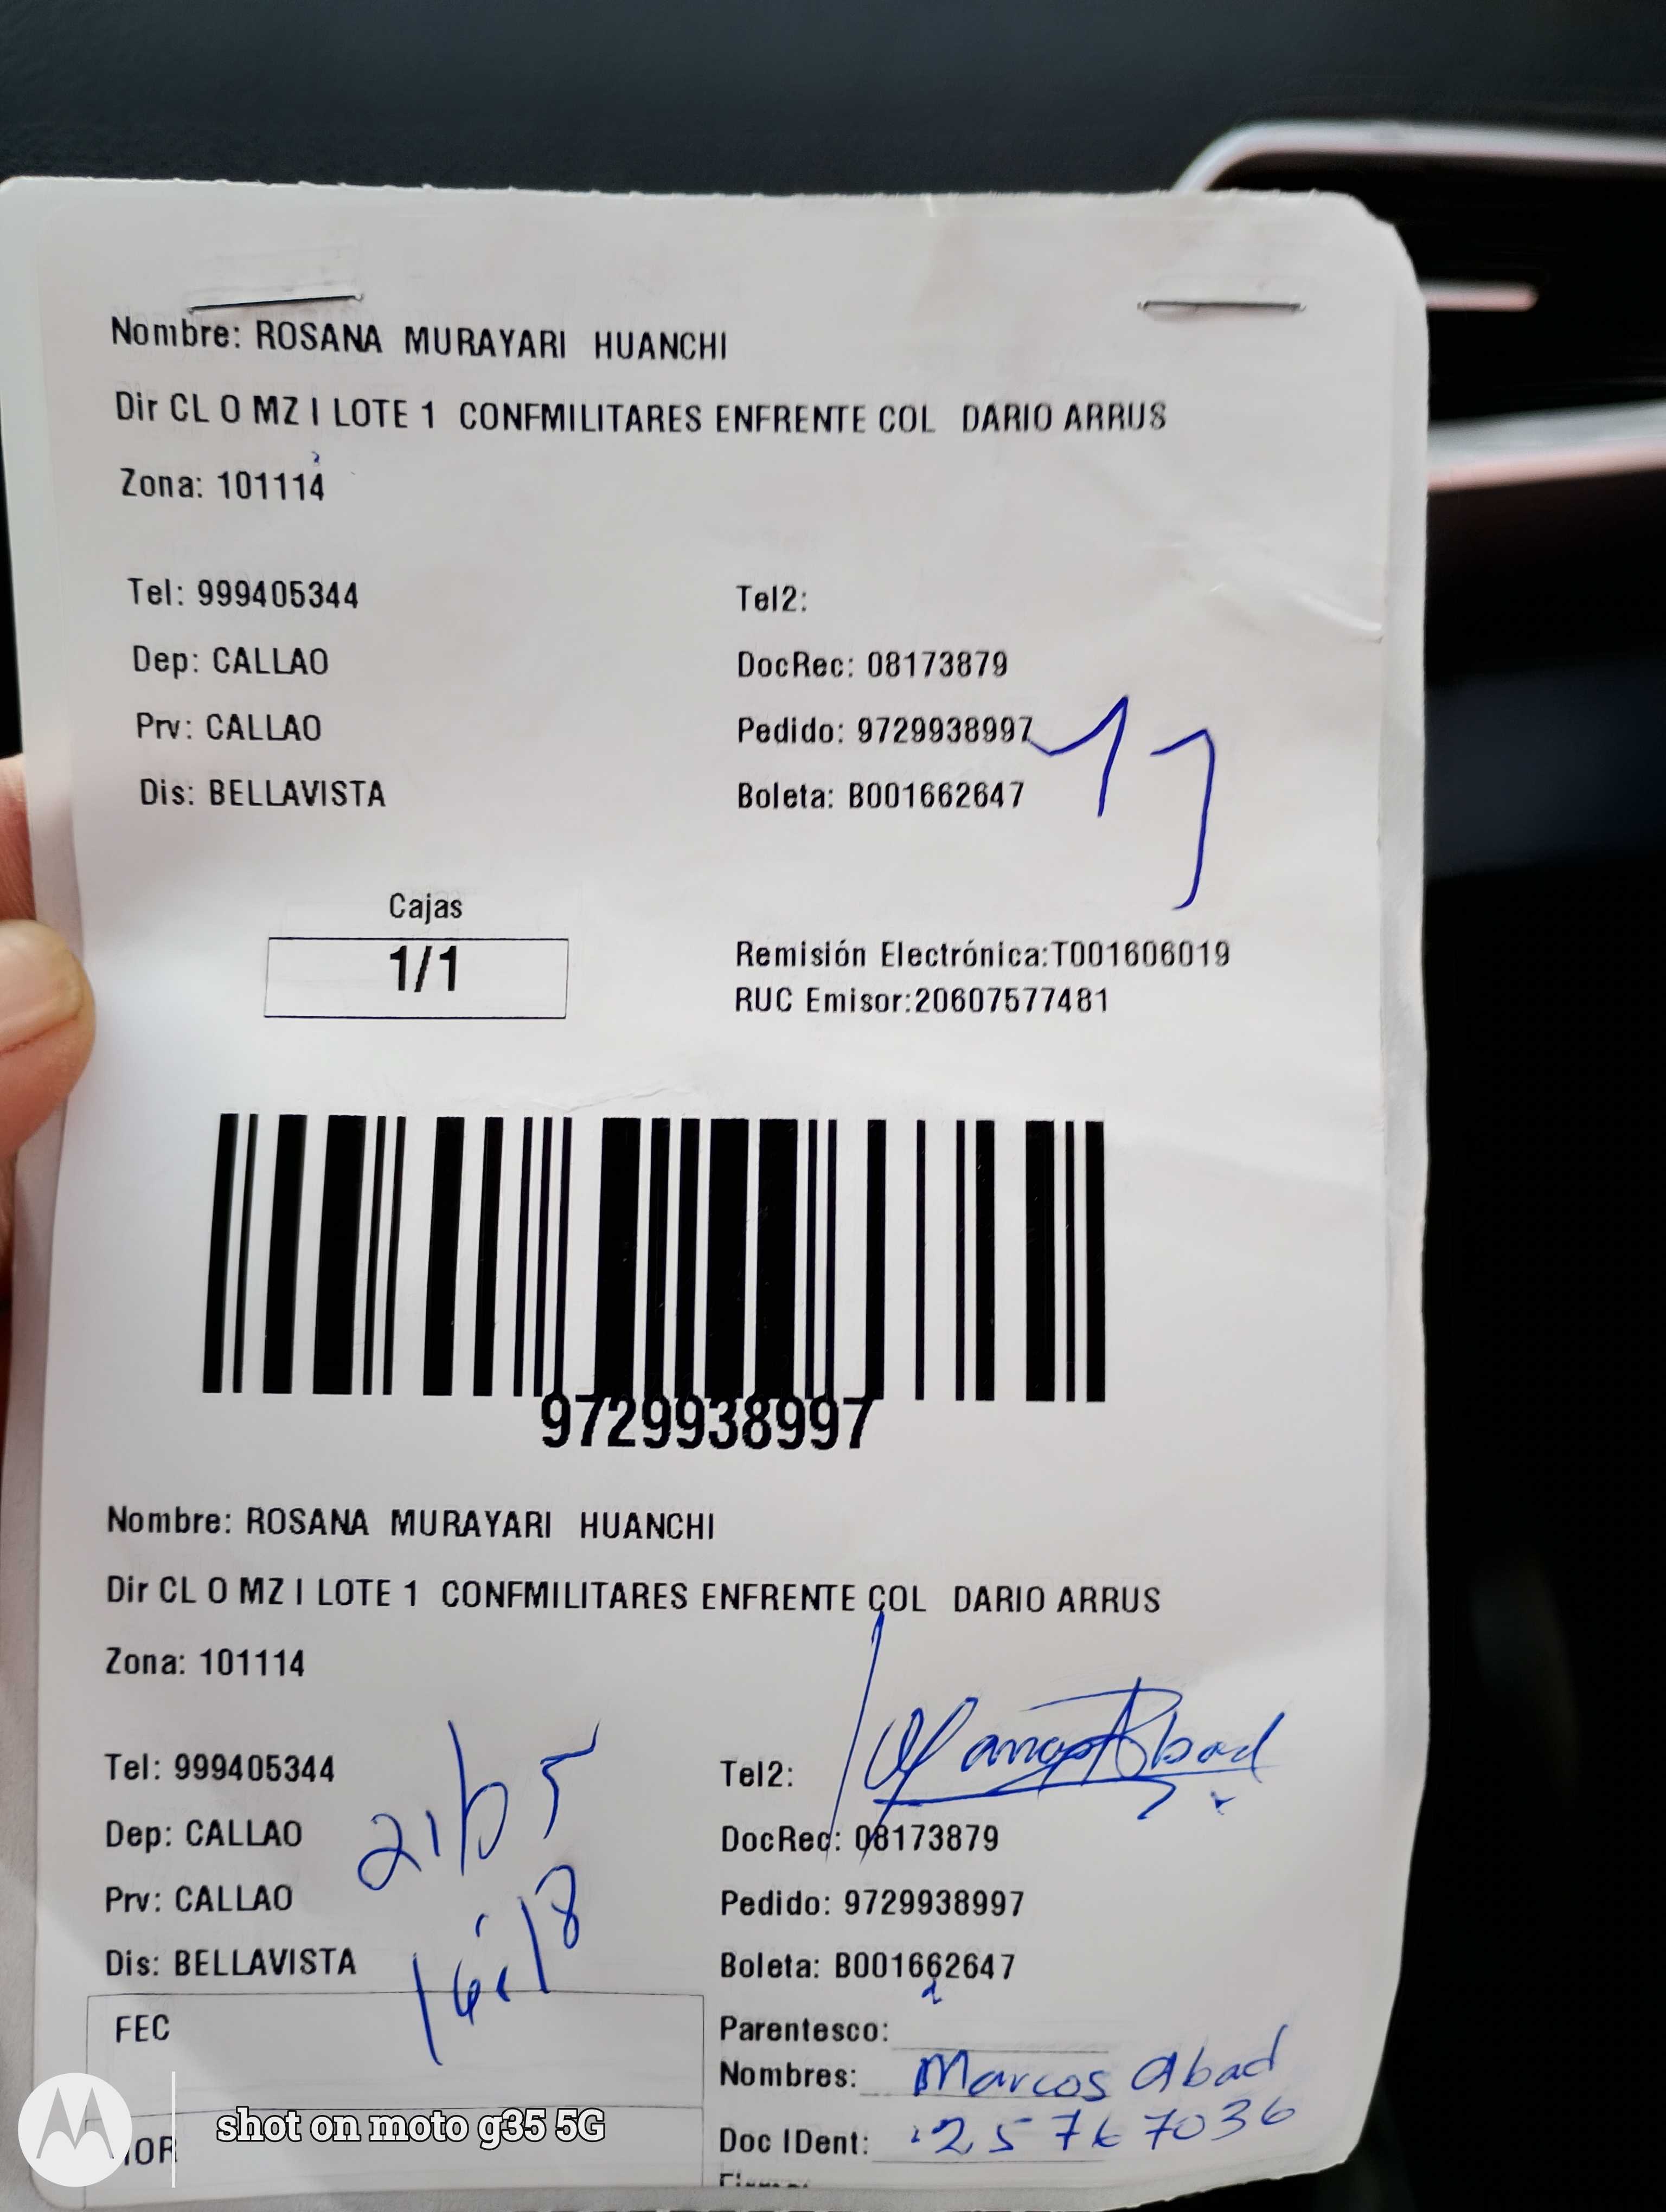 Nombre: ROSANA MURAYARI HUANCHI
Dir CL O MZ I LOTE 1 CONFMILITARES ENFRENTE COL DARIO ARRUS
Zona: 101114
Tel: 999405344 Tel2:
Dep: CALLAO DocRec: 08173879
Prv: CALLAO Pedido: 9729938997
Dis: BELLAVISTA Boleta: B001662647
Cajas
1/1
Remisión Electrónica:T001606019
RUC Emisor:20607577481
9729938997
Nombre: ROSANA MURAYARI HUANCHI
Dir CL O MZ I LOTE 1 CONFMILITARES ENFRENTE COL DARIO ARRUS
Zona: 101114
Tel: 999405344 Tel2:
Dep: CALLAO DocRec: 08173879
Prv: CALLAO Pedido: 9729938997
Dis: BELLAVISTA Boleta: B001662647
FEC Parentesco:
Nombres: Marcos Abad
HOR Doc IDent: 25767036
shot on moto g35 5G